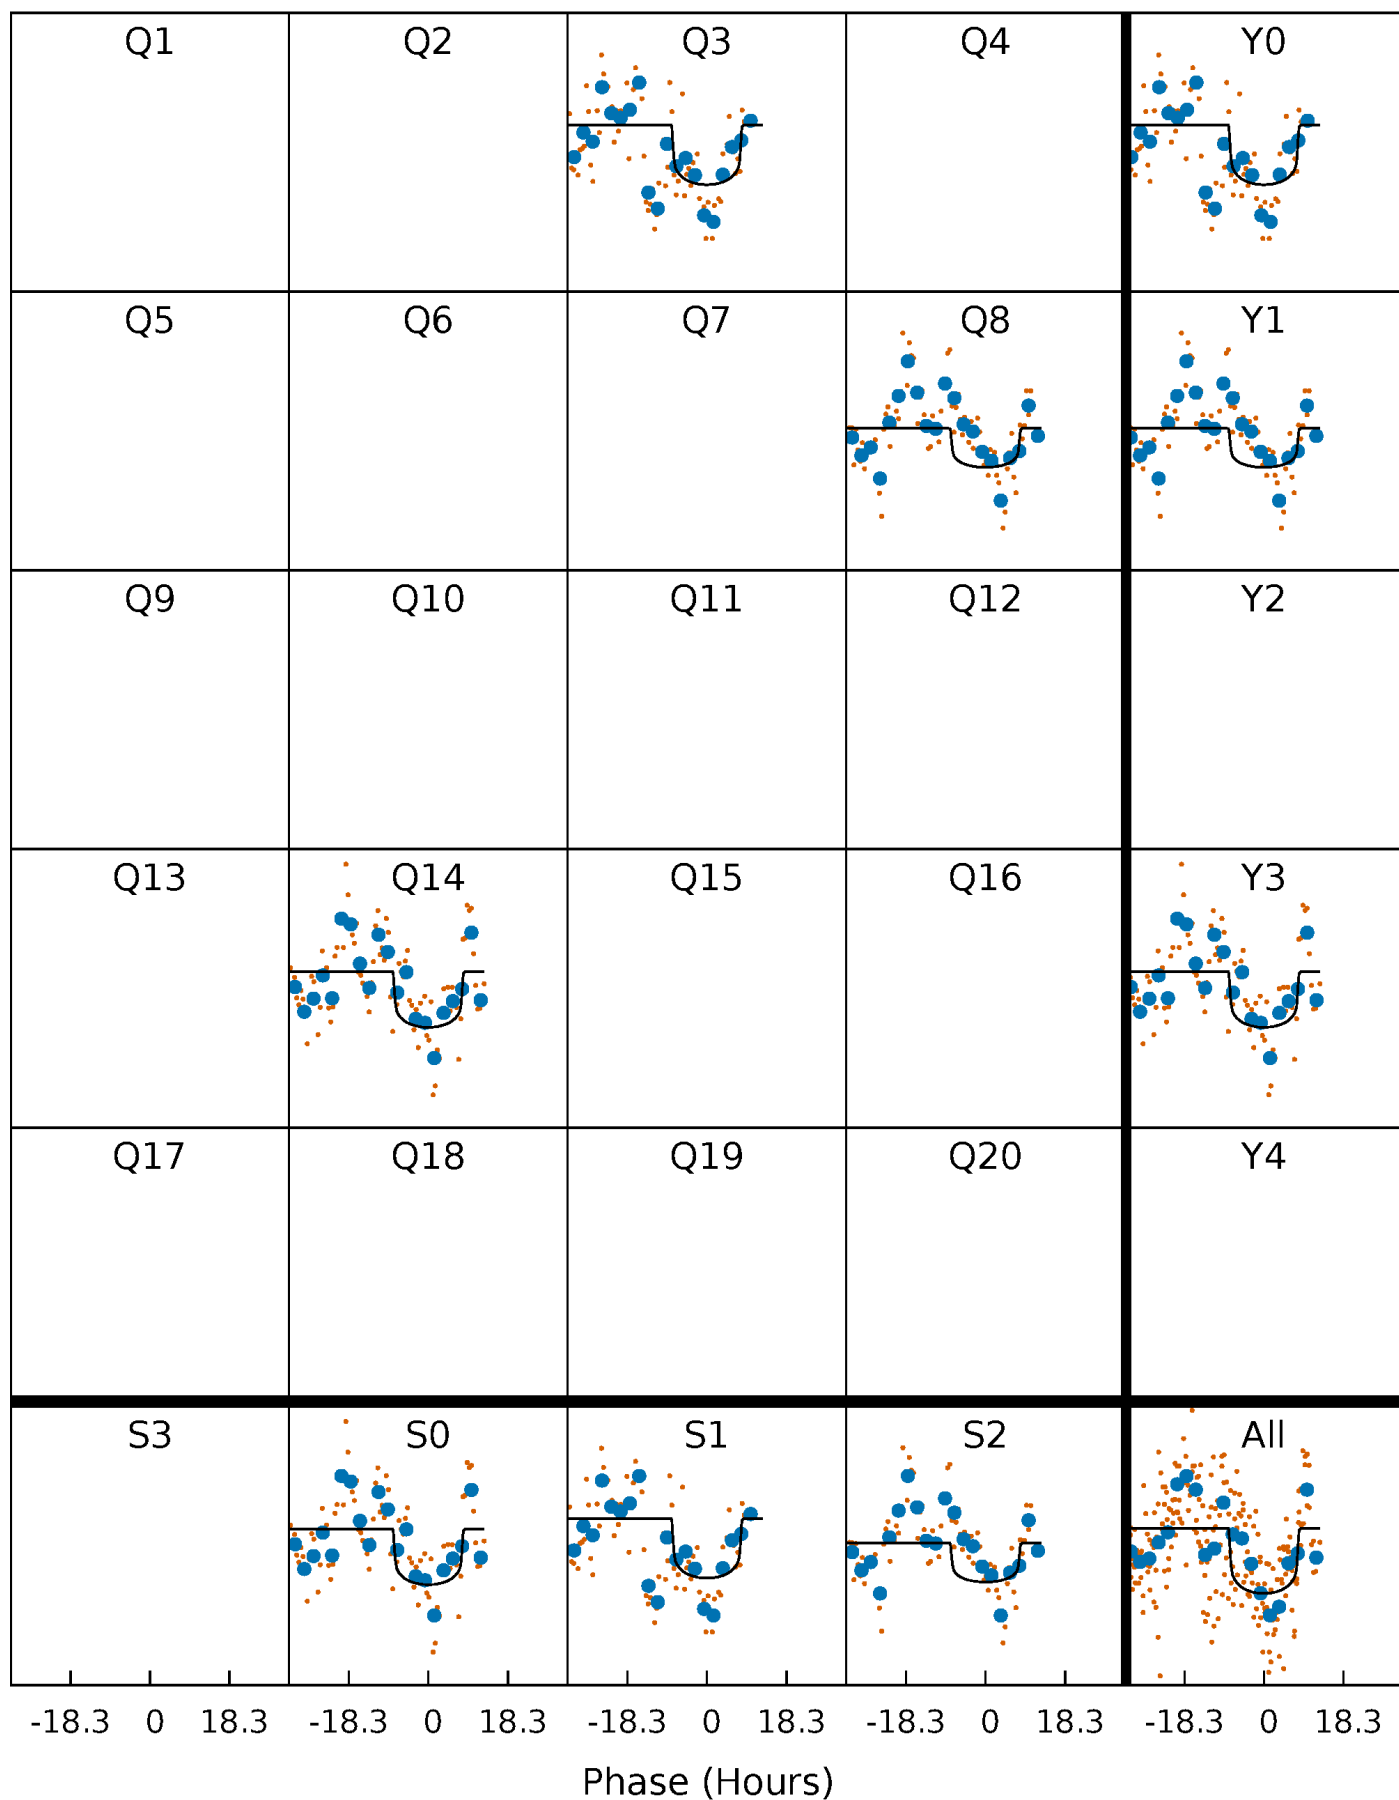 Q1 Q2 Q3 Q4 Y0
Q5 Q6 Q7 Q8 Y1
Q9 Q10 Q11 Q12 Y2
Q13 Q14 Q15 Q16 Y3
Q17 Q18 Q19 Q20 Y4
S3 S0 S1 S2 All
-18.3 0 18.3 -18.3 0 18.3 -18.3 0 18.3 -18.3 0 18.3 -18.3 0 18.3
Phase (Hours)